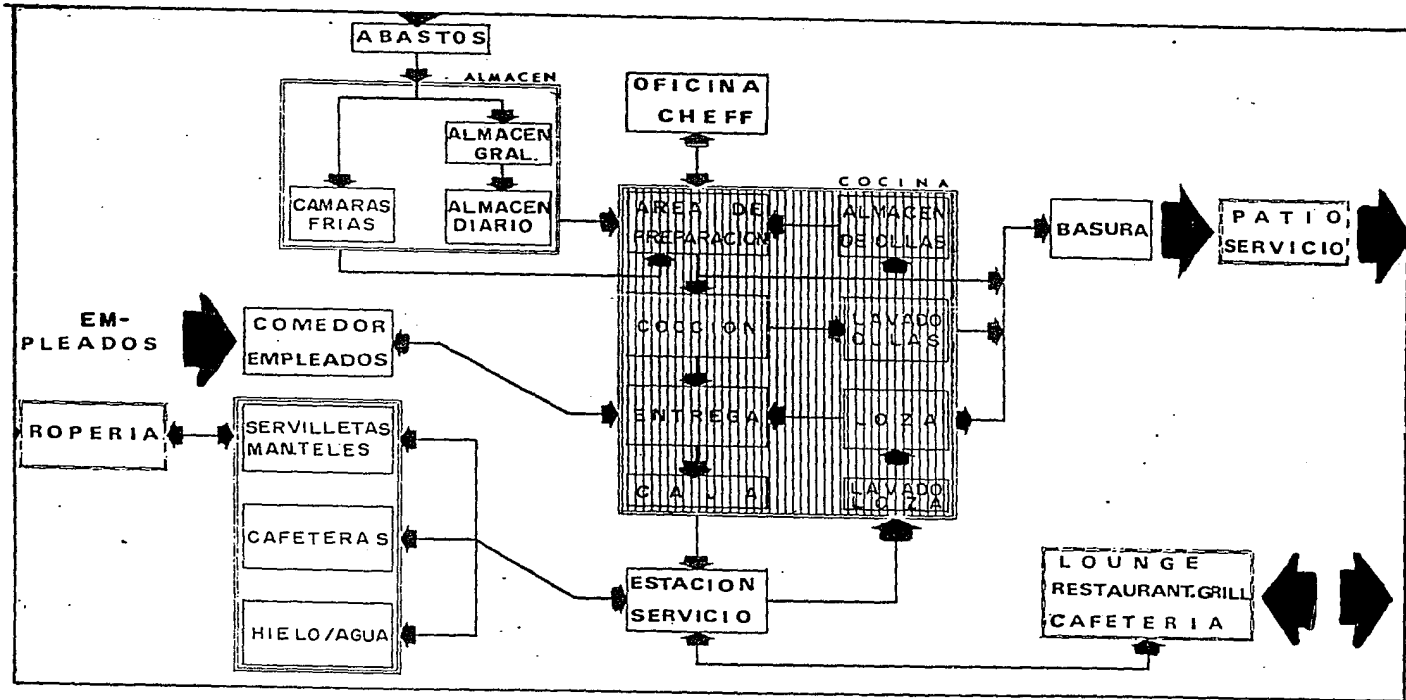 ABASTOS
ALMACEN
OFICINA
CHEFF
ALMACEN
GRAL.
COCINA
CAMARAS
FRIAS
ALMACEN
DIARIO
AREA DE
PREPARACION
ALMACEN
DE OLLAS
BASURA
PATIO
SERVICIO
EM-
PLEADOS
COMEDOR
EMPLEADOS
COCCION
LAVADO
OLLAS
ROPERIA
SERVILLETAS
MANTELES
ENTREGA
LOZA
CAJA
LAVADO
LOZA
CAFETERAS
HIELO/AGUA
ESTACION
SERVICIO
LOUNGE
RESTAURANT.GRILL
CAFETERIA